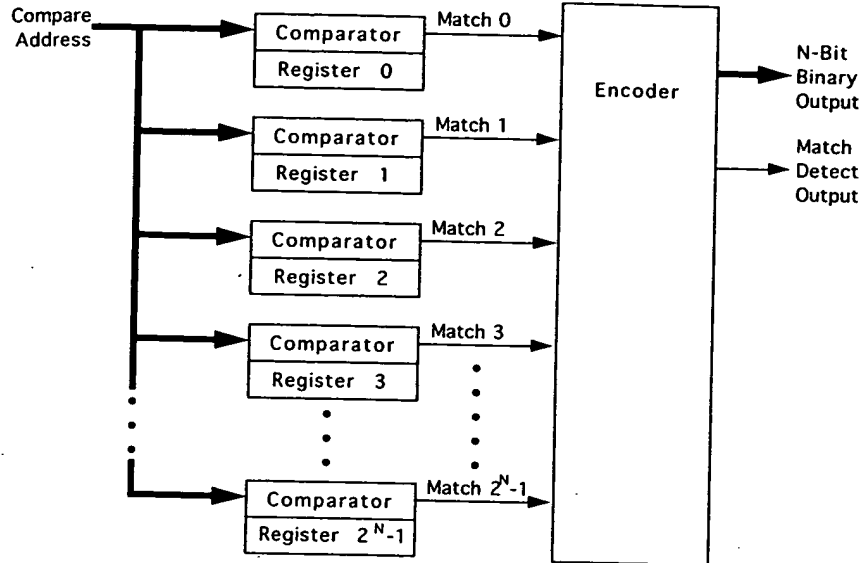 Compare
Address
Comparator
Register 0
Match 0
Comparator
Register 1
Match 1
Comparator
Register 2
Match 2
Comparator
Register 3
Match 3
Comparator
Register 2^N-1
Match 2^N-1
Encoder
N-Bit
Binary
Output
Match
Detect
Output